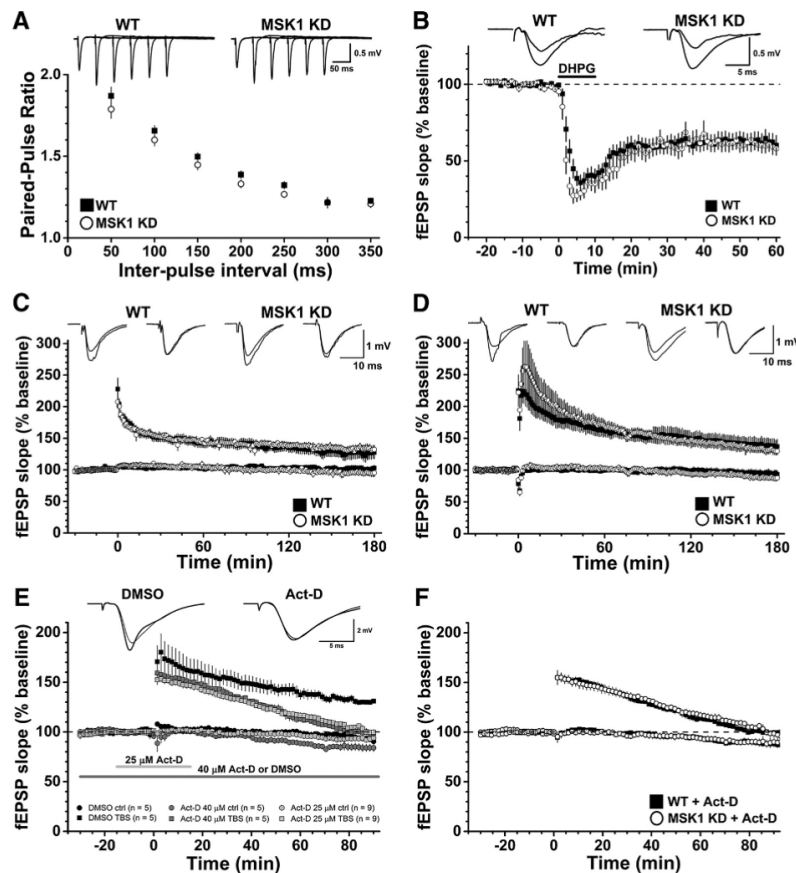 A
WT
MSK1 KD
0.5 mV
50 ms
Paired-Pulse Ratio
2.0
1.8
1.5
1.2
WT
MSK1 KD
0 50 100 150 200 250 300 350
Inter-pulse interval (ms)
B
WT
MSK1 KD
0.5 mV
5 ms
DHPG
fEPSP slope (% baseline)
100
50
0
WT
MSK1 KD
-20 -10 0 10 20 30 40 50 60
Time (min)
C
WT
MSK1 KD
1 mV
10 ms
fEPSP slope (% baseline)
300
250
200
150
100
50
0
WT
MSK1 KD
0 60 120 180
Time (min)
D
WT
MSK1 KD
1 mV
10 ms
fEPSP slope (% baseline)
300
250
200
150
100
50
0
WT
MSK1 KD
0 60 120 180
Time (min)
E
DMSO
Act-D
2 mV
5 ms
fEPSP slope (% baseline)
200
150
100
50
0
25 µM Act-D
40 µM Act-D or DMSO
DMSO ctrl (n = 5) Act-D 40 µM ctrl (n = 5) Act-D 25 µM ctrl (n = 9)
DMSO TBS (n = 5) Act-D 40 µM TBS (n = 5) Act-D 25 µM TBS (n = 9)
-20 0 20 40 60 80
Time (min)
F
fEPSP slope (% baseline)
200
150
100
50
0
WT + Act-D
MSK1 KD + Act-D
-20 0 20 40 60 80
Time (min)